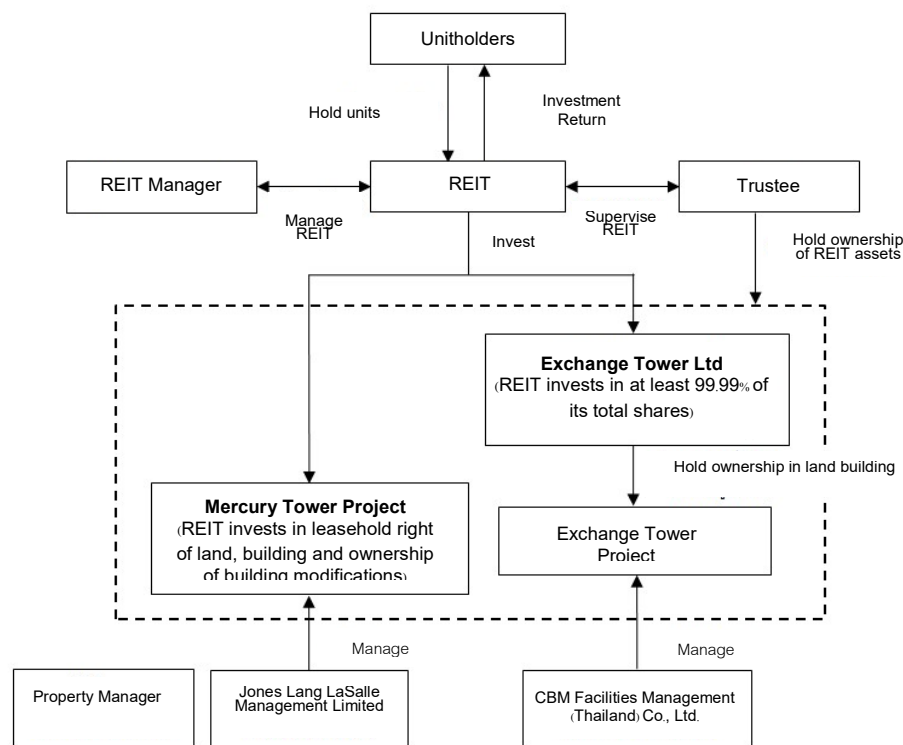 Unitholders
Hold units
Investment
Return
REIT Manager
REIT
Trustee
Manage
REIT
Supervise
REIT
Invest
Hold ownership
of REIT assets
Exchange Tower Ltd
(REIT invests in at least 99.99% of
its total shares)
Hold ownership in land building
Mercury Tower Project
(REIT invests in leasehold right
of land, building and ownership
of building modifications)
Exchange Tower
Project
Manage
Manage
Property Manager
Jones Lang LaSalle
Management Limited
CBM Facilities Management
(Thailand) Co., Ltd.